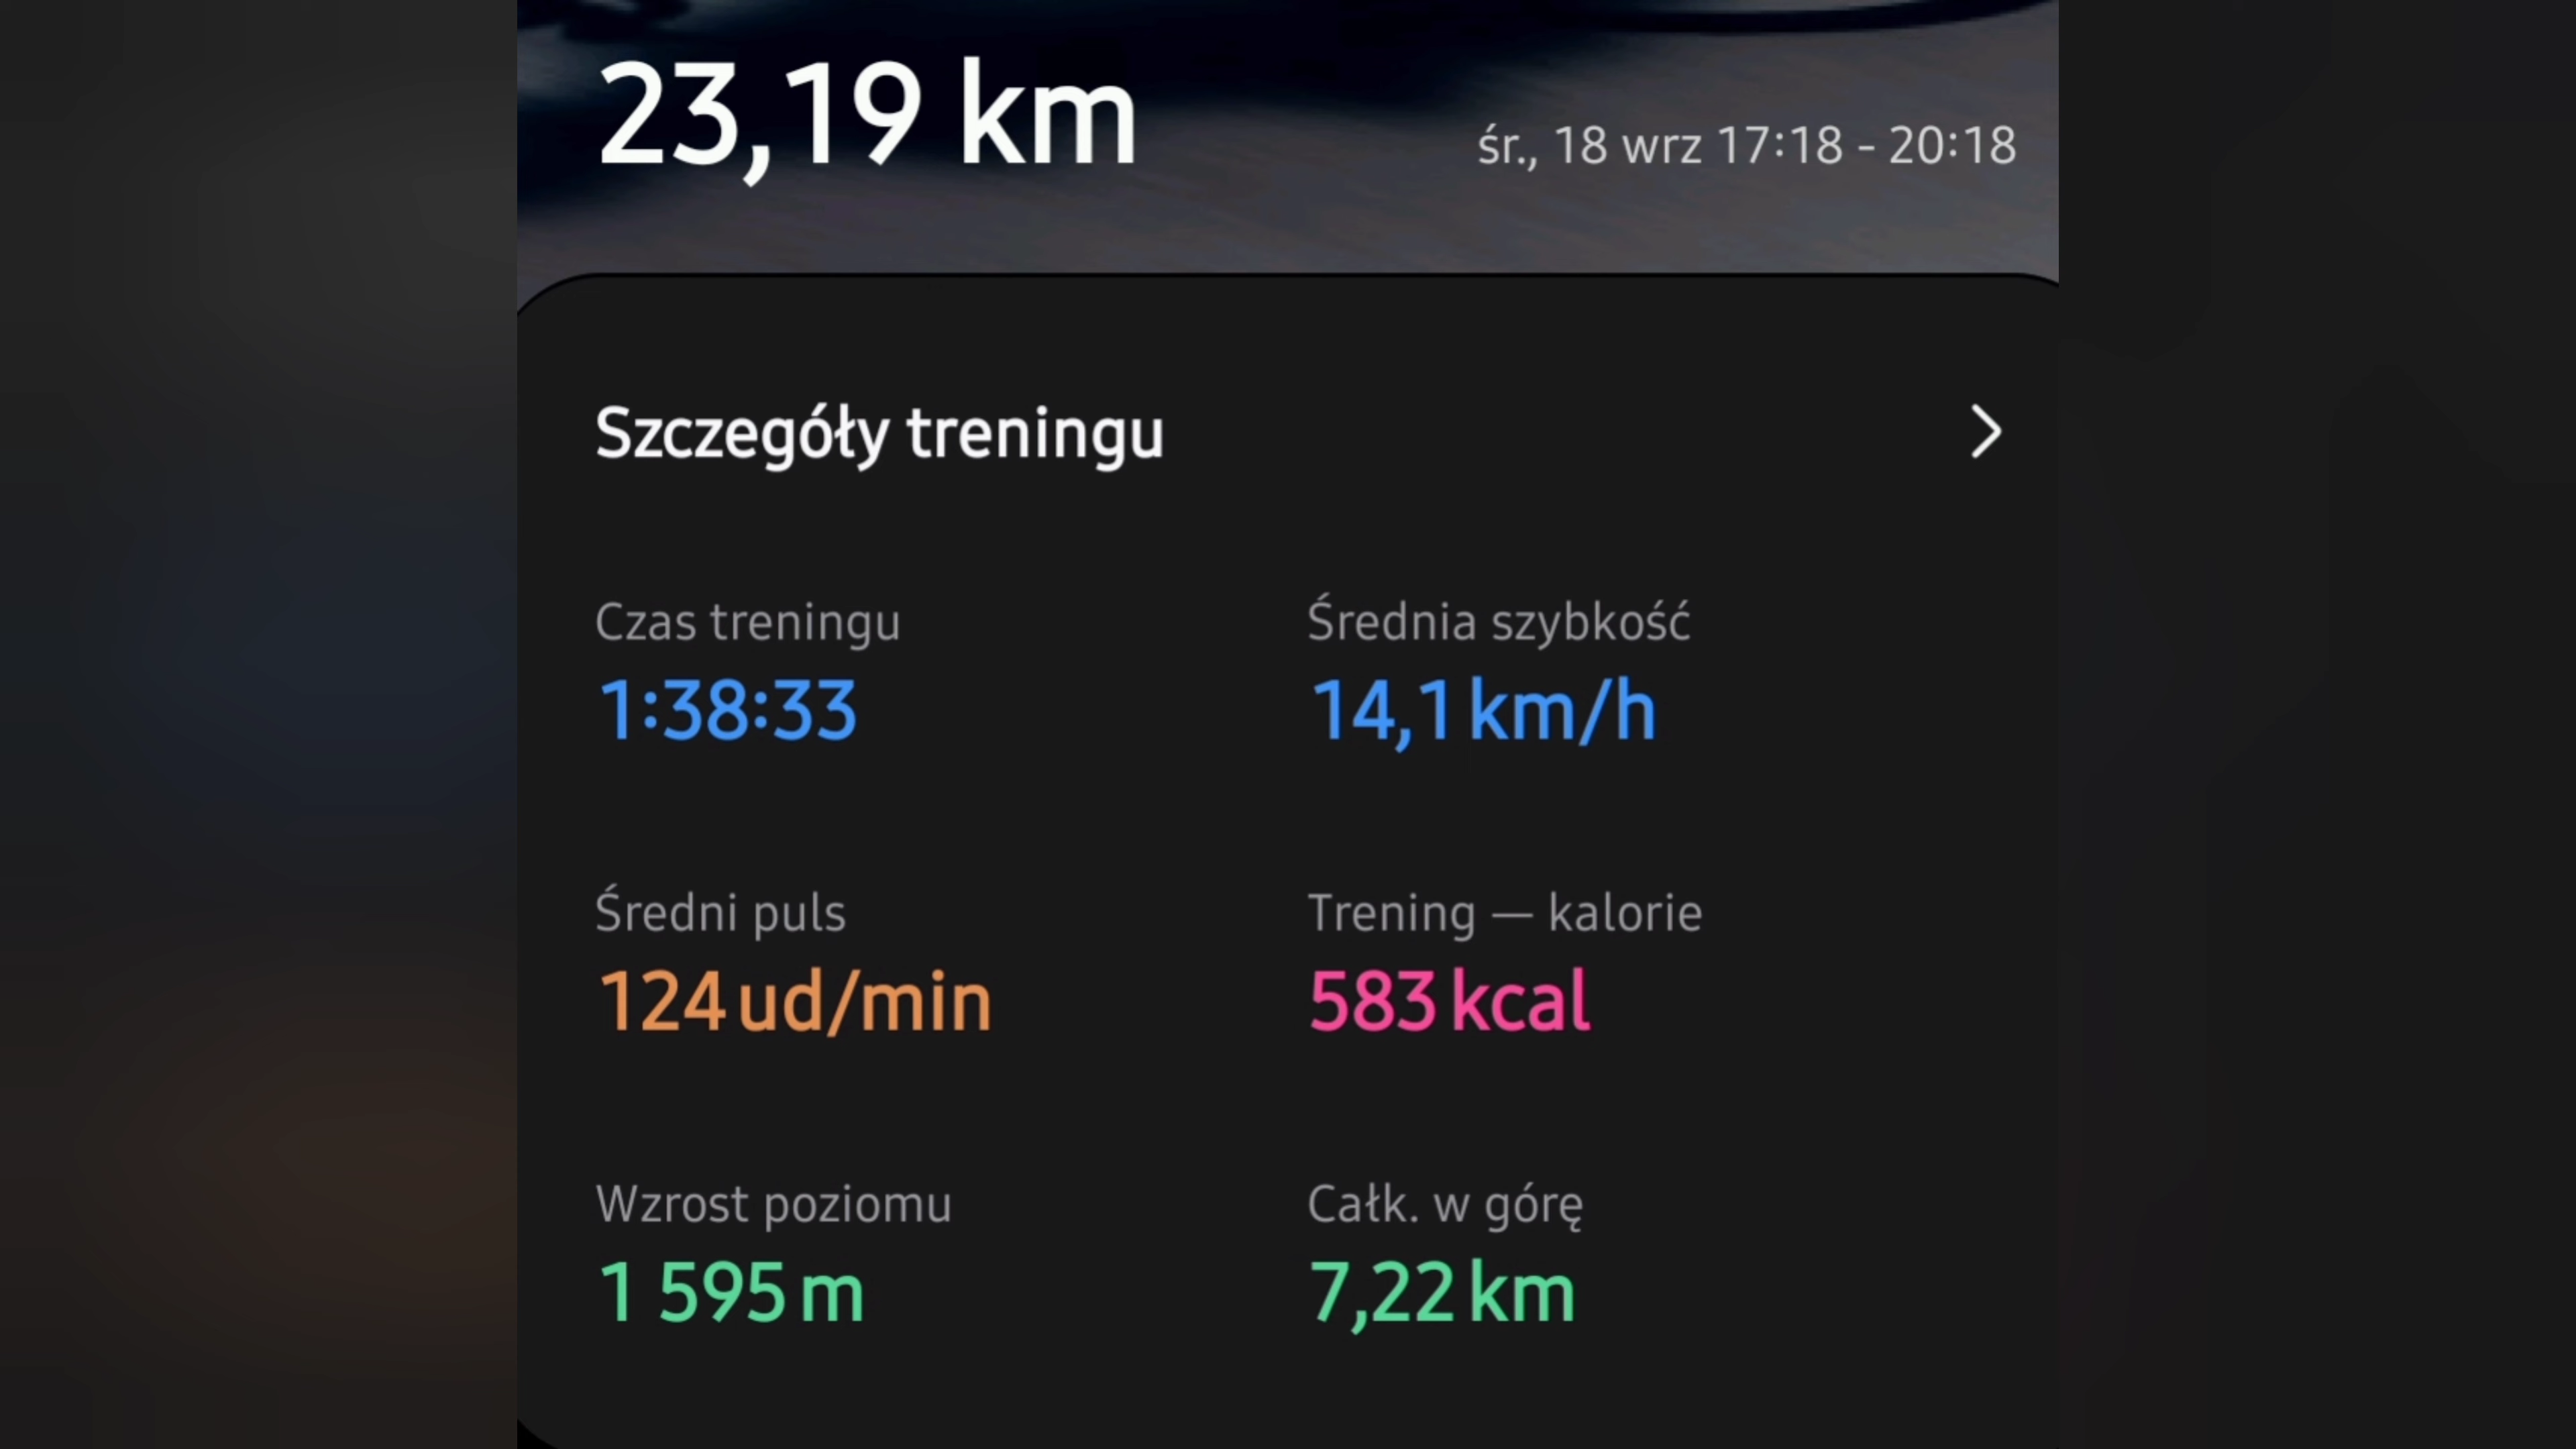 23,19 km
śr., 18 wrz 17:18 - 20:18
Szczegóły treningu
Czas treningu
Średnia szybkość
1:38:33
14,1 km/h
Średni puls
Trening — kalorie
124 ud/min
583 kcal
Wzrost poziomu
Całk. w górę
1 595 m
7,22 km